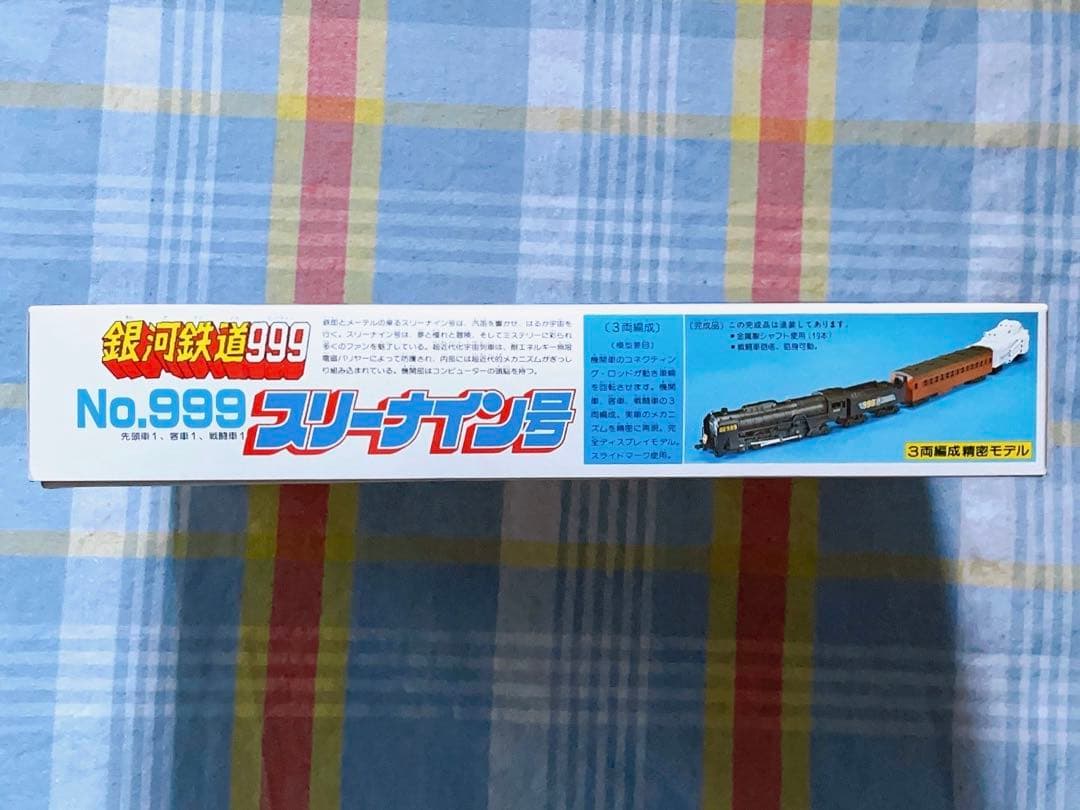 銀河鉄道999
No.999
スリーナイン号
先頭車1、客車1、戦闘車1
鉄郎とメーテルの乗るスリーナイン号は、汽笛を響かせ、はるか宇宙を
行く。スリーナイン号は、夢と憧れと冒険、そしてミステリーに彩られ
多くのファンを魅了している。超近代化宇宙列車は、耐エネルギー無限
電磁バリヤーによって防護され、内部には超近代的メカニズムがぎっし
り組み込まれている。機関部はコンピューターの頭脳を持つ。
〔3両編成〕
(模型要目)
機関車のコネクティン
グ・ロッドが動き車輪
を回転させます。機関
車、客車、戦闘車の3
両編成。実車のメカニ
ズムを精密に再現。完
全ディスプレイモデル。
スライドマーク使用。
〔完成品〕この完成品は塗装してあります。
●金属製シャフト使用(19本)
●戦闘車砲塔、砲身可動。
999
3両編成精密モデル